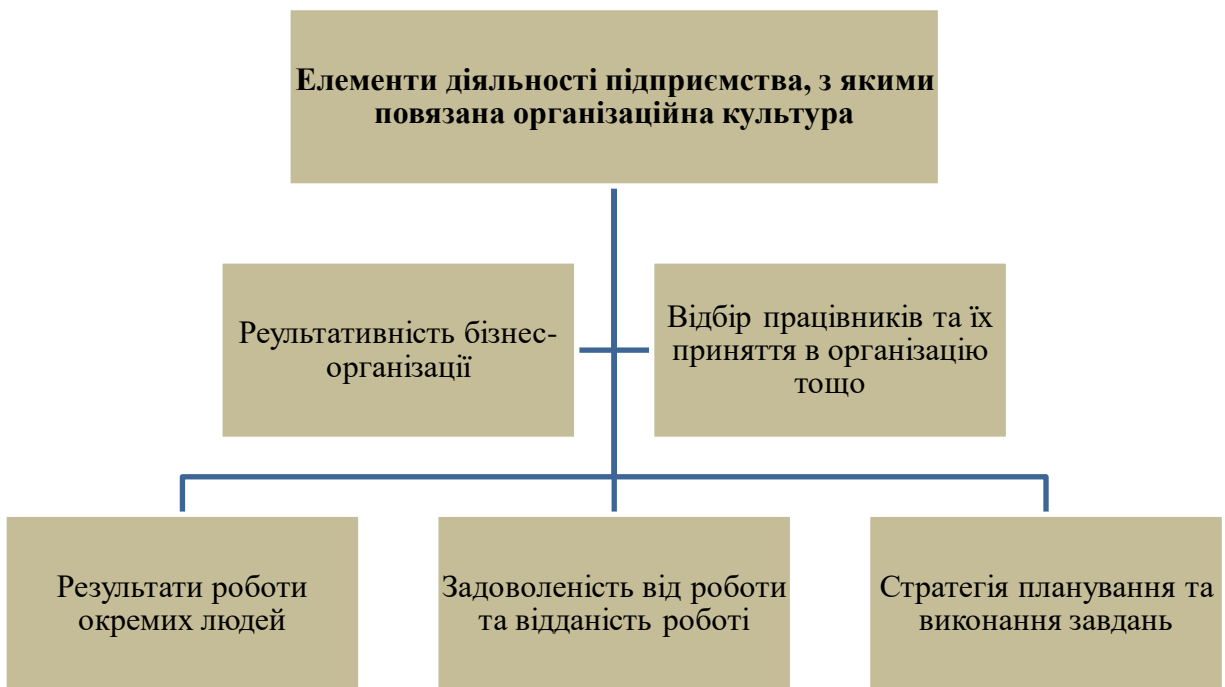 Елементи діяльності підприємства, з якими
повязана організаційна культура
Реультативність бізнес-
організації
Відбір працівників та їх
приняття в організацію
тощо
Результати роботи
окремих людей
Задоволеність від роботи
та відданість роботі
Стратегія планування та
виконання завдань